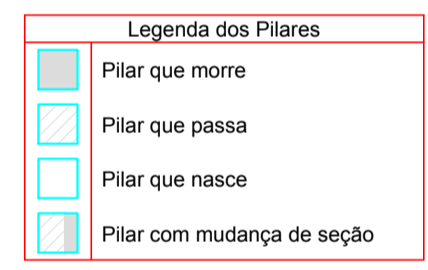 Legenda dos Pilares
Pilar que morre
Pilar que passa
Pilar que nasce
Pilar com mudança de seção